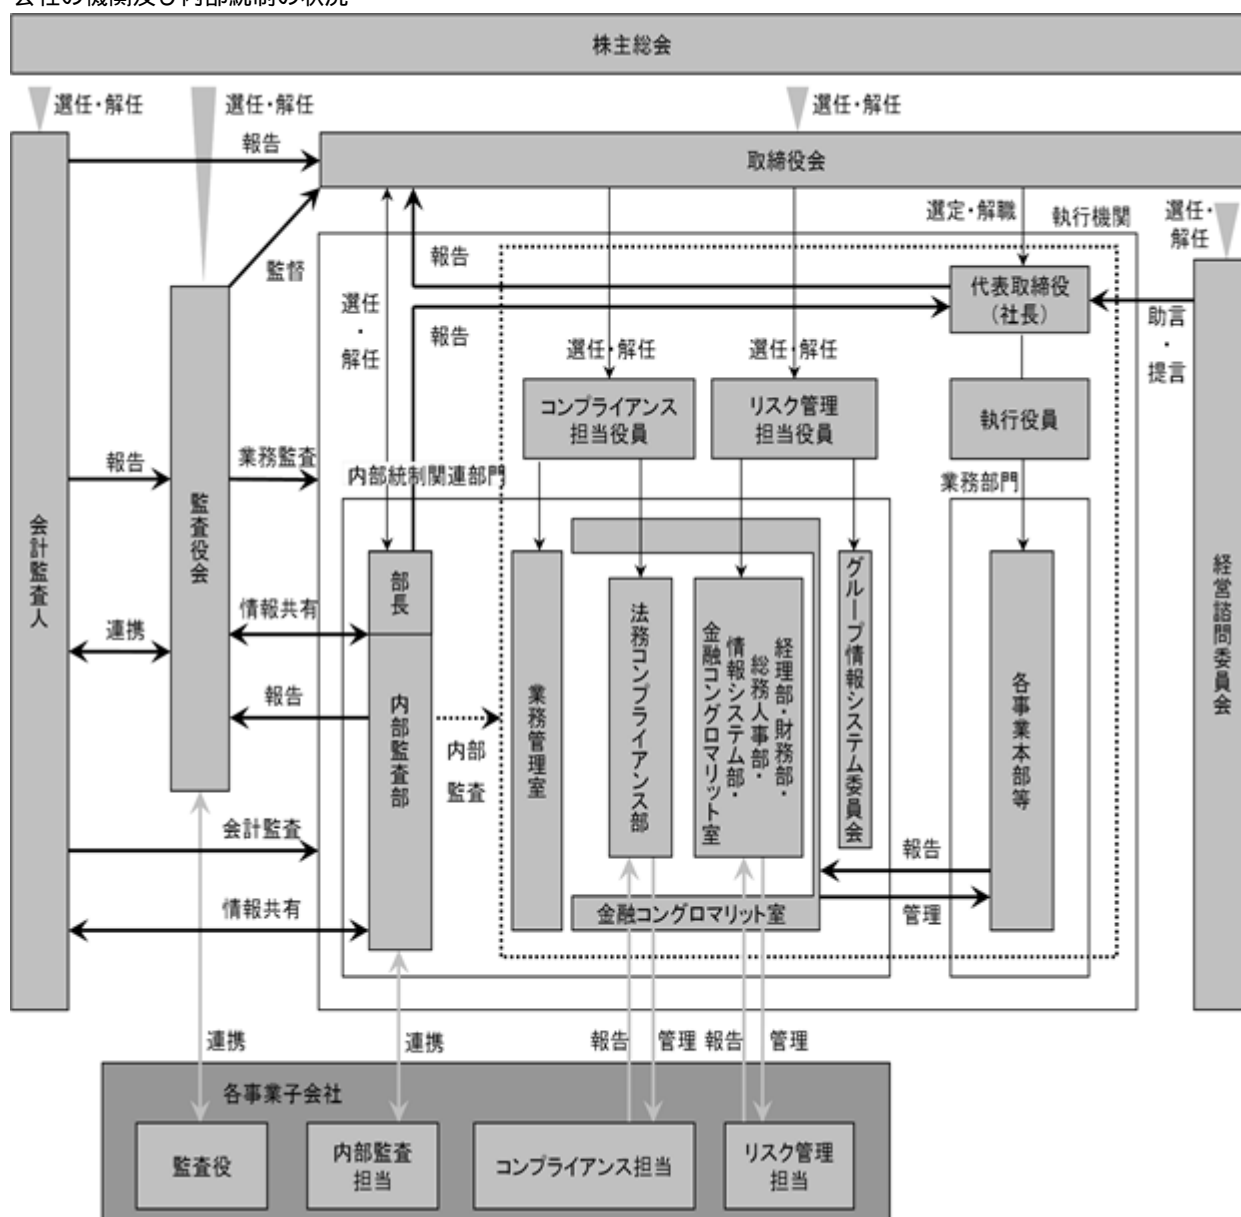 会社の機関及び内部統制の状況
株主総会
選任・解任
選任・解任
選任・解任
報告
取締役会
選定・解職
執行機関
選任・
解任
監督
報告
選任
・
解任
報告
代表取締役
(社長)
助言
・
提言
選任・解任
選任・解任
コンプライアンス
担当役員
リスク管理
担当役員
執行役員
報告
業務監査
内部統制関連部門
業務部門
会計監査人
監査役会
部長
内部監査部
情報共有
連携
報告
内部
監査
業務管理室
法務コンプライアンス部
経理部・財務部・
総務人事部・
情報システム部・
金融コングロマリット室
グループ情報システム委員会
各事業本部等
経営諮問委員会
会計監査
報告
情報共有
金融コングロマリット室
管理
連携
連携
報告
管理
報告
管理
各事業子会社
監査役
内部監査
担当
コンプライアンス担当
リスク管理
担当